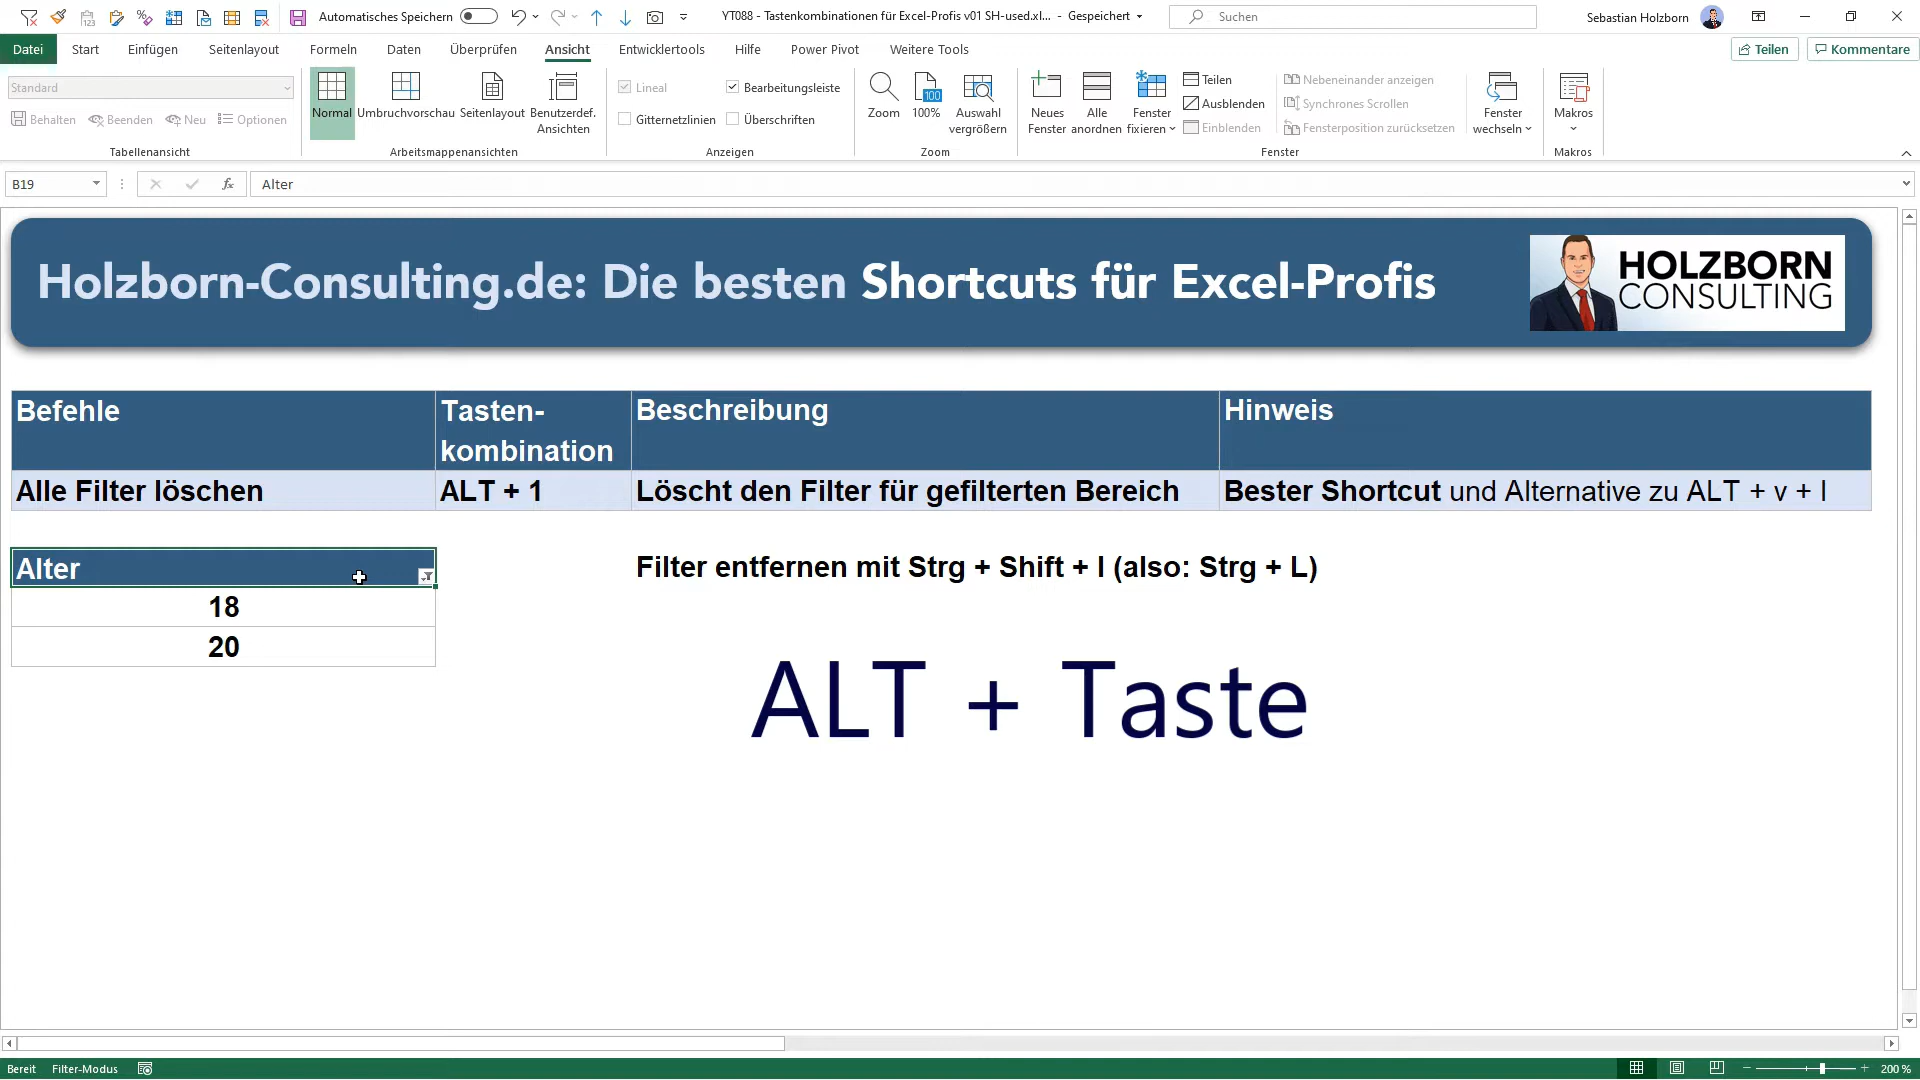 Automatisches Speichern
YT088 - Tastenkombinationen für Excel-Profis v01 SH-used.xl... - Gespeichert
Suchen
Sebastian Holzborn
Datei Start Einfügen Seitenlayout Formeln Daten Überprüfen Ansicht Entwicklertools Hilfe Power Pivot Weitere Tools
Teilen Kommentare
Standard
Behalten Beenden Neu Optionen
Tabellenansicht
Normal Umbruchvorschau Seitenlayout Benutzerdef.
Ansichten
Arbeitsmappenansichten
Lineal Bearbeitungsleiste
Gitternetzlinien Überschriften
Anzeigen
Zoom 100% Auswahl
vergrößern
Zoom
Neues Alle Fenster
Fenster anordnen fixieren
Teilen
Ausblenden
Einblenden
Nebeneinander anzeigen
Synchrones Scrollen
Fensterposition zurücksetzen
Fenster
wechseln
Fenster
Makros
Makros
B19
fx
Alter
Holzborn-Consulting.de: Die besten Shortcuts für Excel-Profis
HOLZBORN
CONSULTING
Befehle Tasten- Beschreibung Hinweis
kombination
Alle Filter löschen ALT + 1 Löscht den Filter für gefilterten Bereich Bester Shortcut und Alternative zu ALT + v + l
Alter
Filter entfernen mit Strg + Shift + l (also: Strg + L)
18
20
ALT + Taste
Bereit Filter-Modus
200 %